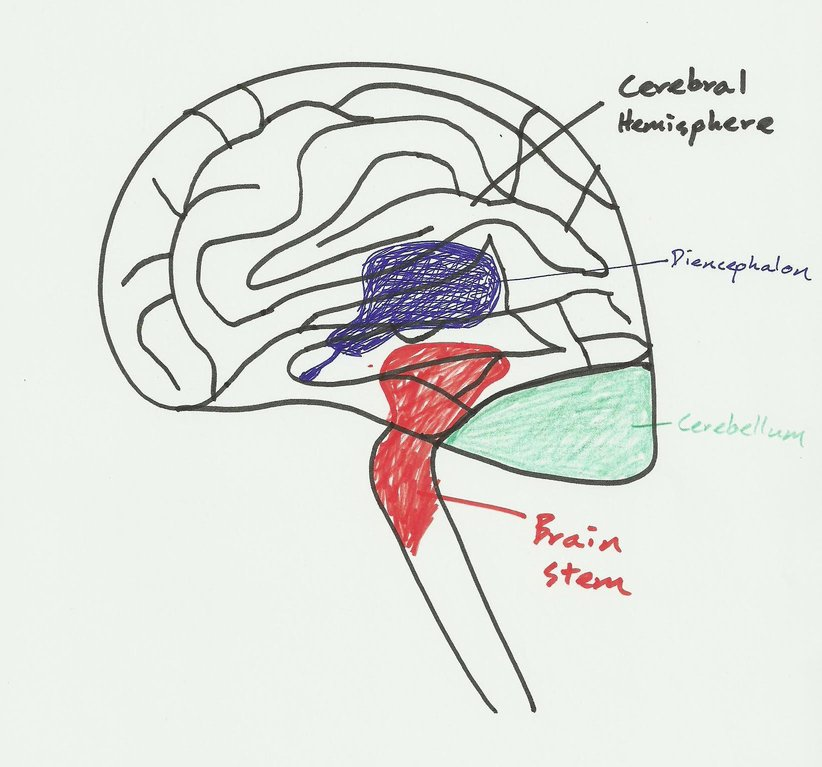 Cerebral
Hemisphere
Diencephalon
Cerebellum
Brain
stem